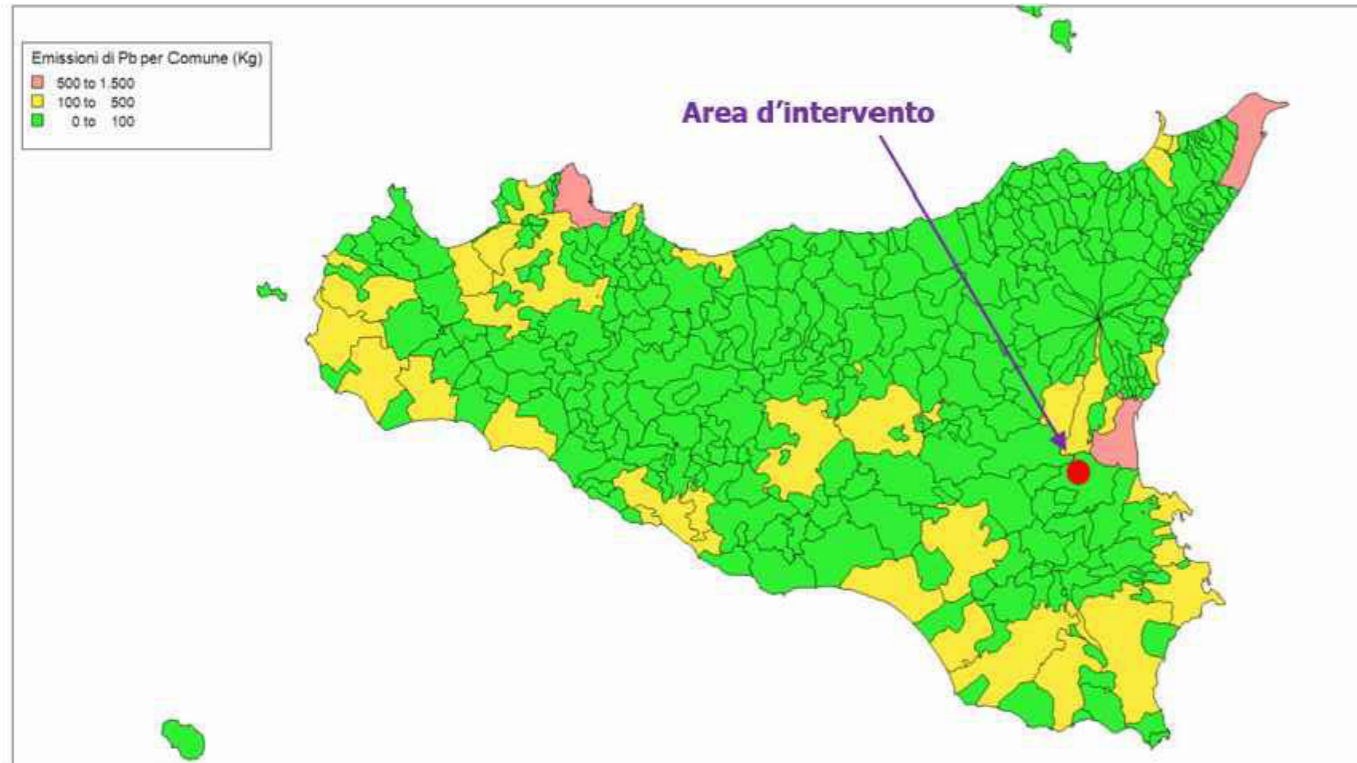 Emissioni di Pb per Comune (Kg)
500 to 1.500
100 to 500
0 to 100
Area d'intervento